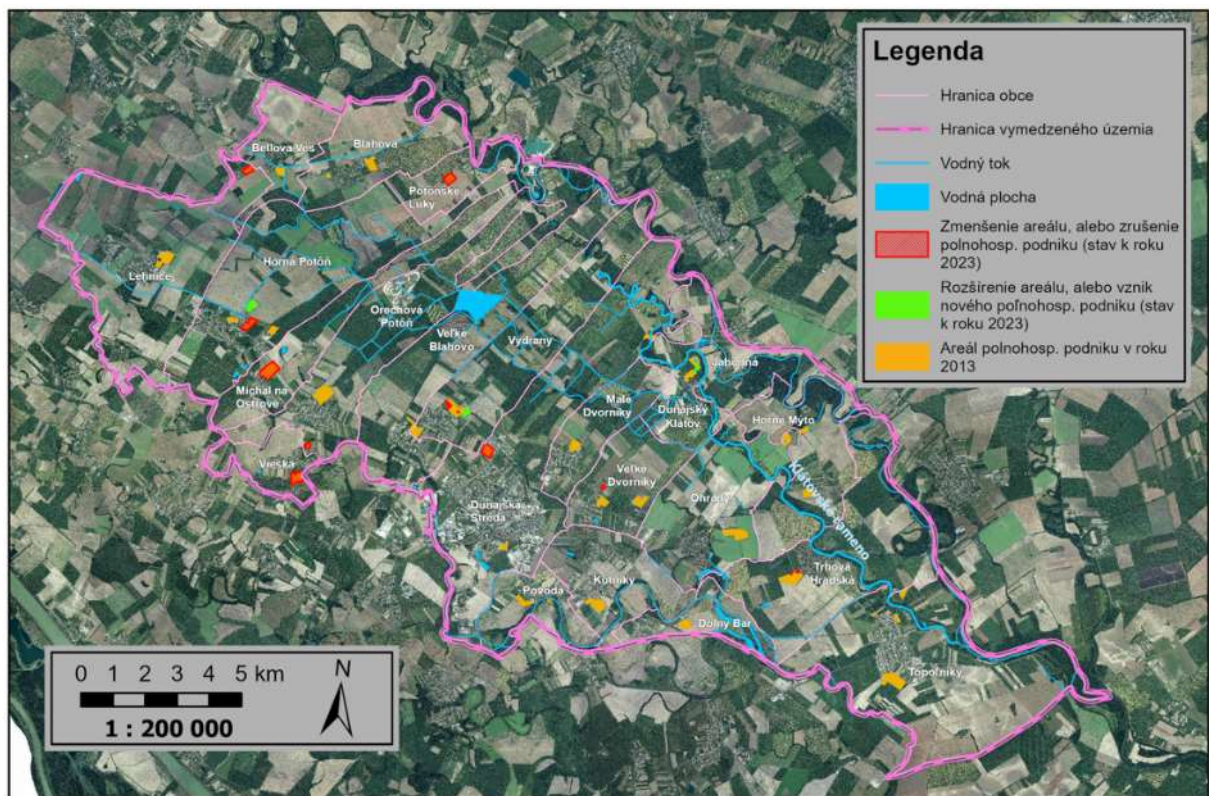 Legenda
Hranica obce
Hranica vymedzeného územia
Vodný tok
Vodná plocha
Zmenšenie areálu, alebo zrušenie
polnohosp. podniku (stav k roku
2023)
Rozšírenie areálu, alebo vznik
nového poľnohosp. podniku (stav
k roku 2023)
Areál polnohosp. podniku v roku
2013
Bellova Ves
Blahová
Potônske
Lúky
Lehnice
Horná Potôň
Orechová
Potôň
Veľké
Blahovo
Vydrany
Jahodná
Michal na
Ostrove
Malé
Dvorníky
Dunajský
Klátov
Horné Mýto
Vieska
Veľké
Dvorníky
Ohrady
Klátovské rameno
Dunajská
Streda
Trhová
Hradská
Povoda
Kútniky
Dolný Bar
Topoľníky
0 1 2 3 4 5 km
N
1 : 200 000